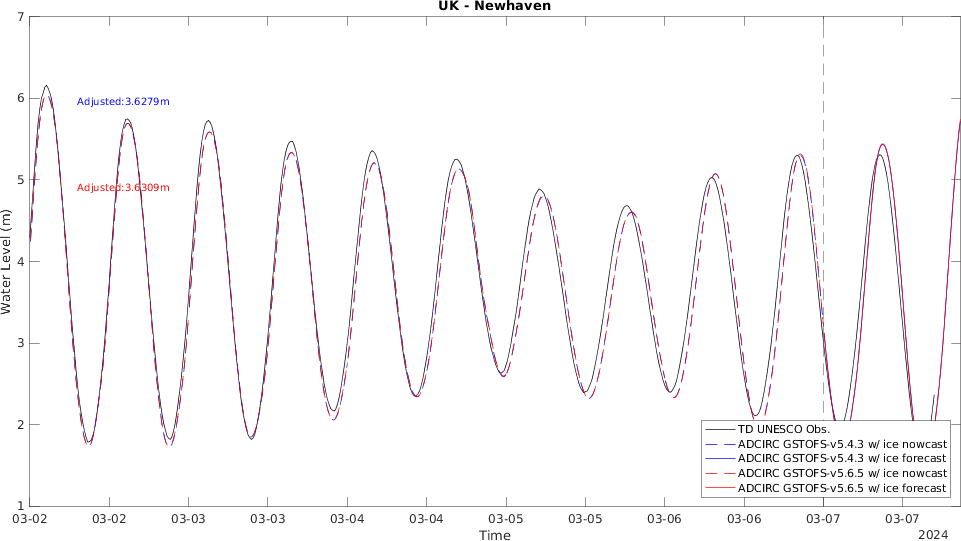 UK - Newhaven
7
6
5
4
3
2
1
Water Level (m)
Adjusted:3.6279m
Adjusted:3.6309m
TD UNESCO Obs.
ADCIRC GSTOFS-v5.4.3 w/ ice nowcast
ADCIRC GSTOFS-v5.4.3 w/ ice forecast
ADCIRC GSTOFS-v5.6.5 w/ ice nowcast
ADCIRC GSTOFS-v5.6.5 w/ ice forecast
03-02 03-02 03-03 03-03 03-04 03-04 03-05 03-05 03-06 03-06 03-07 03-07
Time
2024